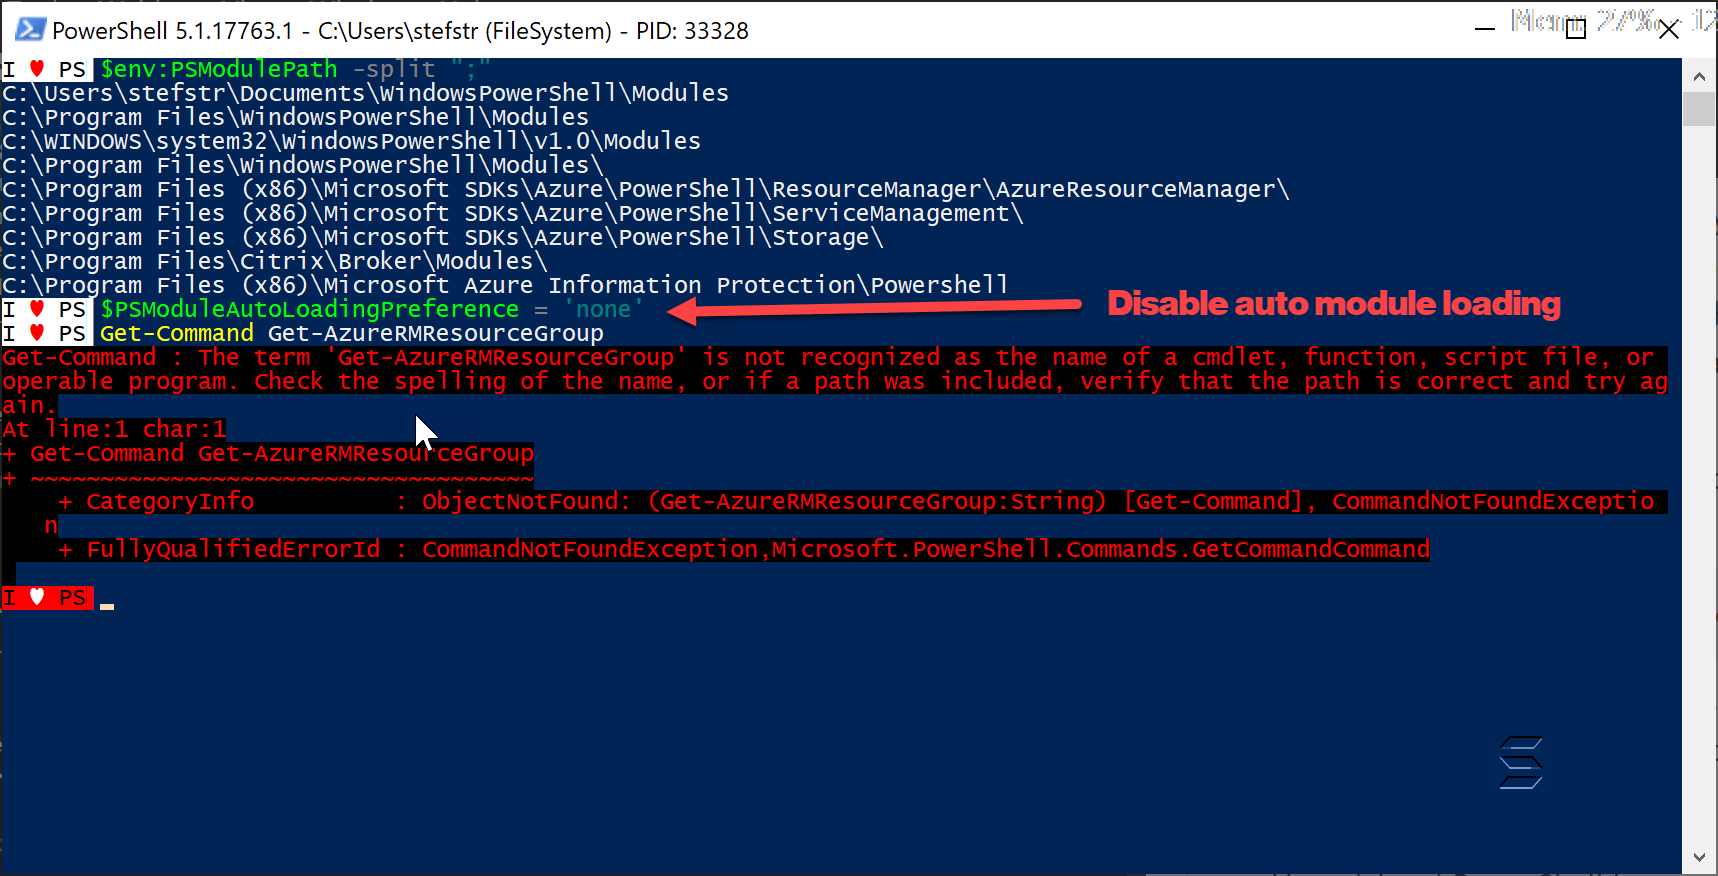 PowerShell 5.1.17763.1 - C:\Users\stefstr (FileSystem) - PID: 33328
I ♥ PS $env:PSModulePath -split ";"
C:\Users\stefstr\Documents\WindowsPowerShell\Modules
C:\Program Files\WindowsPowerShell\Modules
C:\WINDOWS\system32\WindowsPowerShell\v1.0\Modules
C:\Program Files\WindowsPowerShell\Modules\
C:\Program Files (x86)\Microsoft SDKs\Azure\PowerShell\ResourceManager\AzureResourceManager\
C:\Program Files (x86)\Microsoft SDKs\Azure\PowerShell\ServiceManagement\
C:\Program Files (x86)\Microsoft SDKs\Azure\PowerShell\Storage\
C:\Program Files\Citrix\Broker\Modules\
C:\Program Files (x86)\Microsoft Azure Information Protection\Powershell
I ♥ PS $PSModuleAutoLoadingPreference = 'none'
Disable auto module loading
I ♥ PS Get-Command Get-AzureRMResourceGroup
Get-Command : The term 'Get-AzureRMResourceGroup' is not recognized as the name of a cmdlet, function, script file, or
operable program. Check the spelling of the name, or if a path was included, verify that the path is correct and try ag
ain.
At line:1 char:1
+ Get-Command Get-AzureRMResourceGroup
+ ~~~~~~~~~~~~~~~~~~~~~~~~~~~~~~~~~~~~
+ CategoryInfo : ObjectNotFound: (Get-AzureRMResourceGroup:String) [Get-Command], CommandNotFoundExceptio
n
+ FullyQualifiedErrorId : CommandNotFoundException,Microsoft.PowerShell.Commands.GetCommandCommand
I ♥ PS